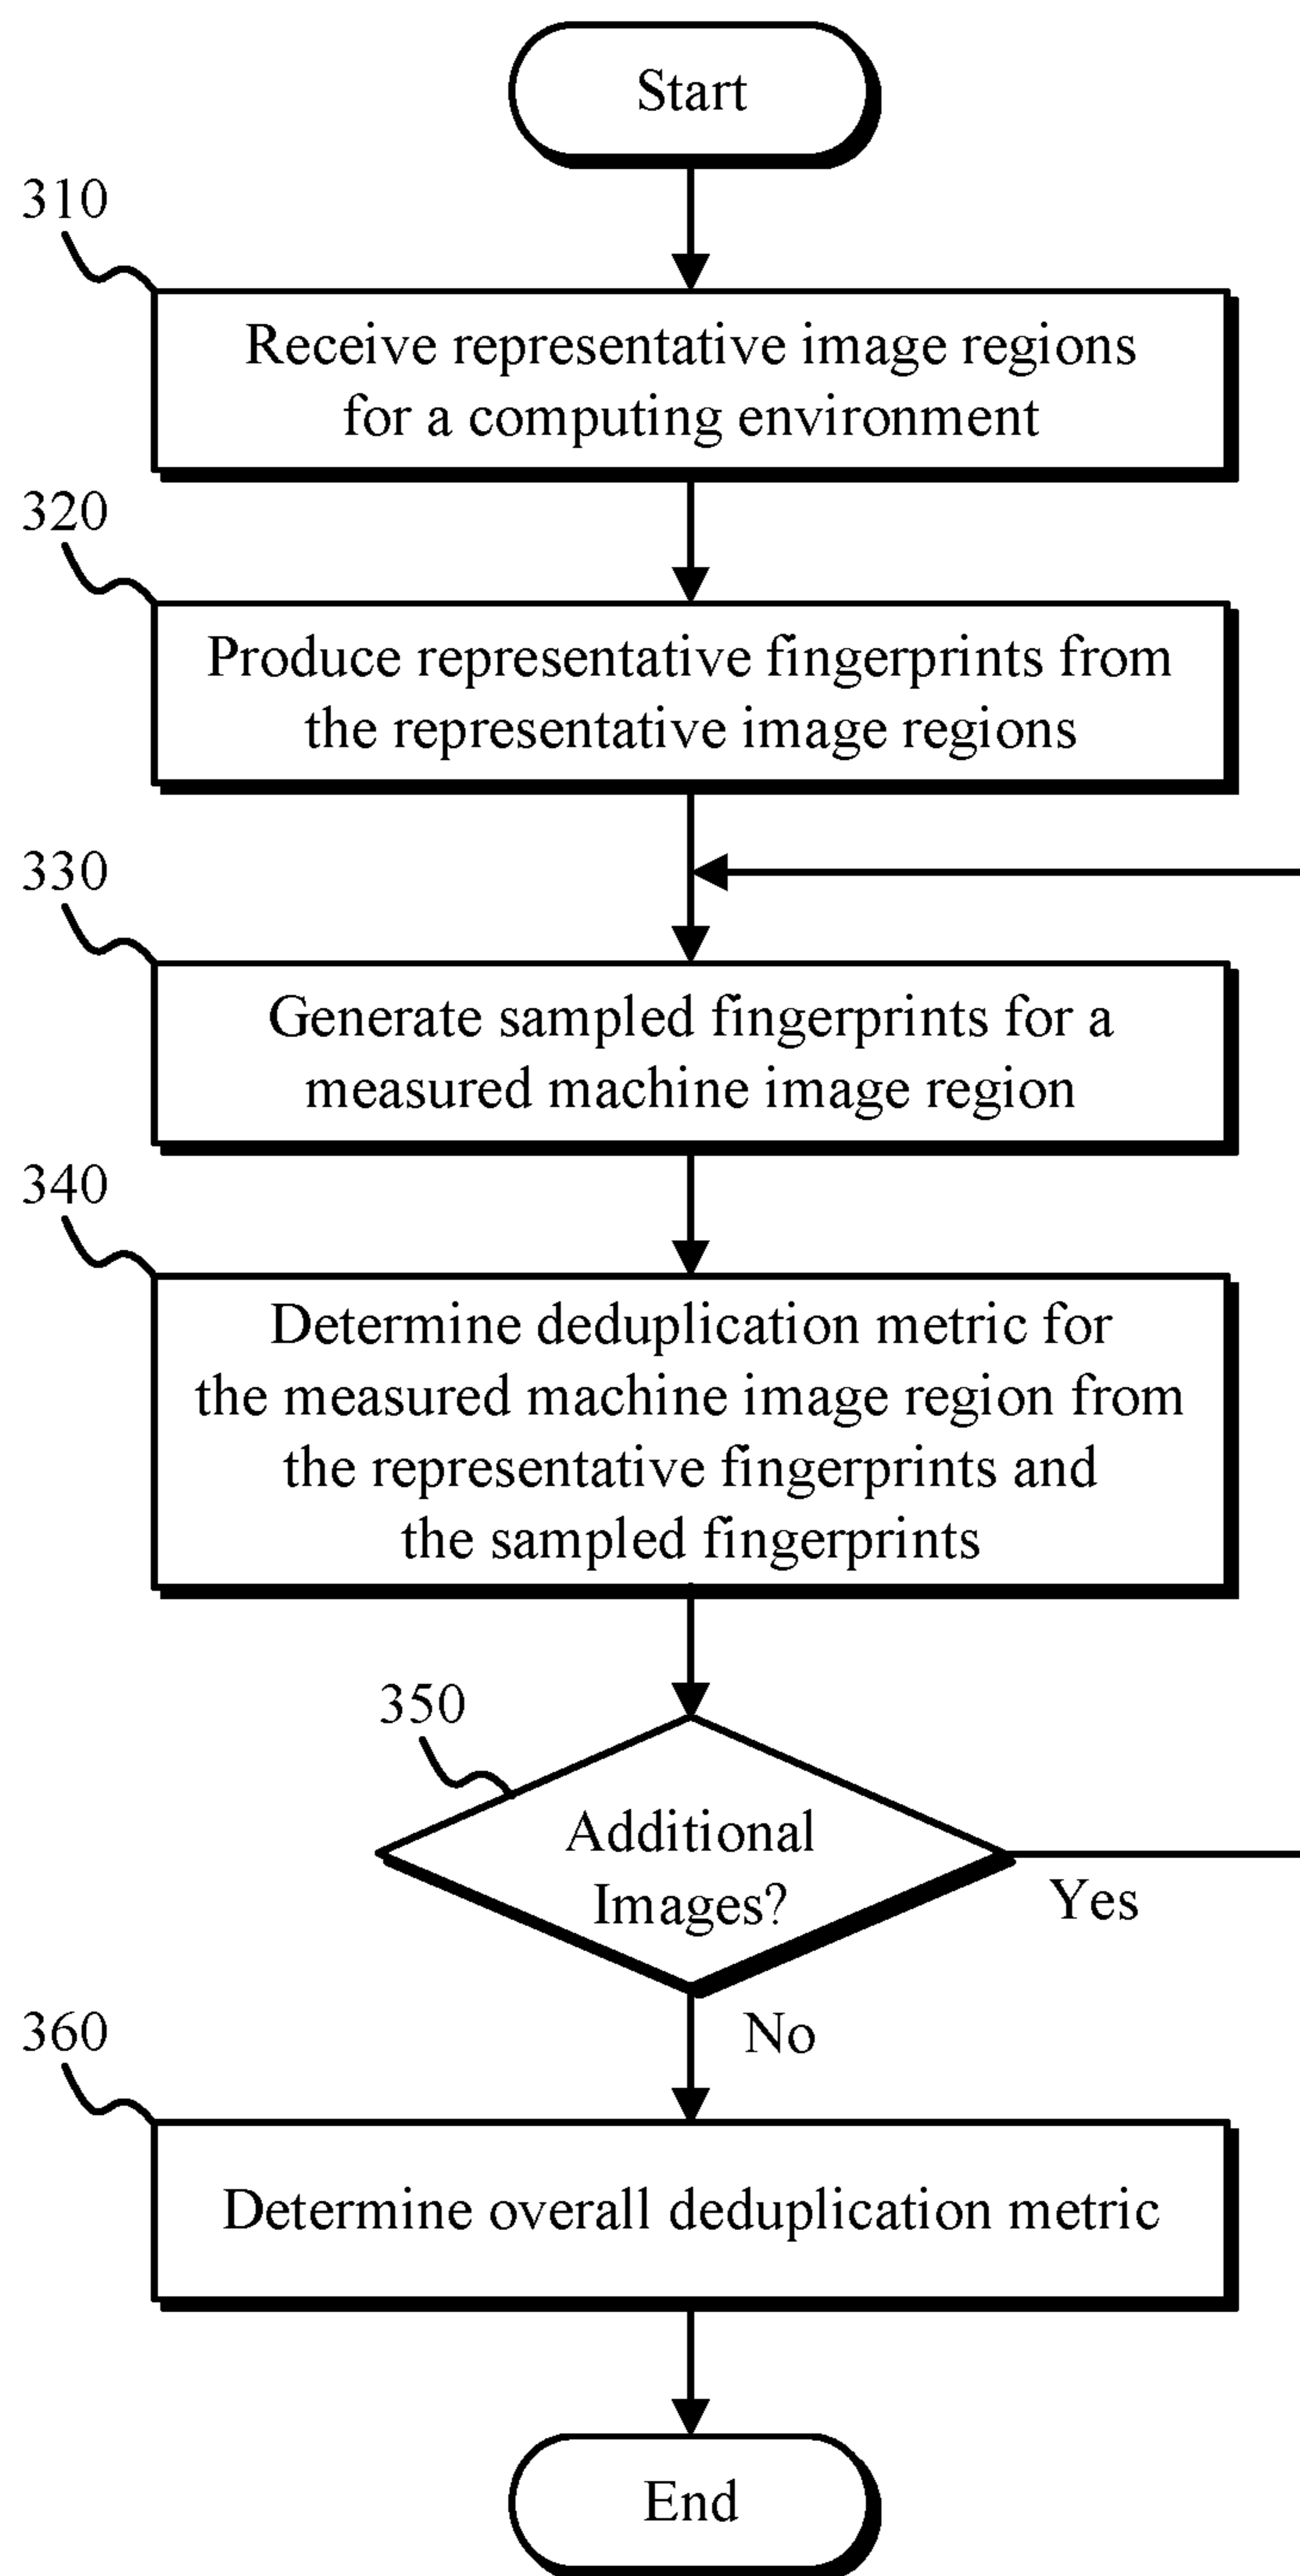 Start
310
Receive representative image regions
for a computing environment
320
Produce representative fingerprints from
the representative image regions
330
Generate sampled fingerprints for a
measured machine image region
340
Determine deduplication metric for
the measured machine image region from
the representative fingerprints and
the sampled fingerprints
350
Additional
Images?
Yes
No
360
Determine overall deduplication metric
End